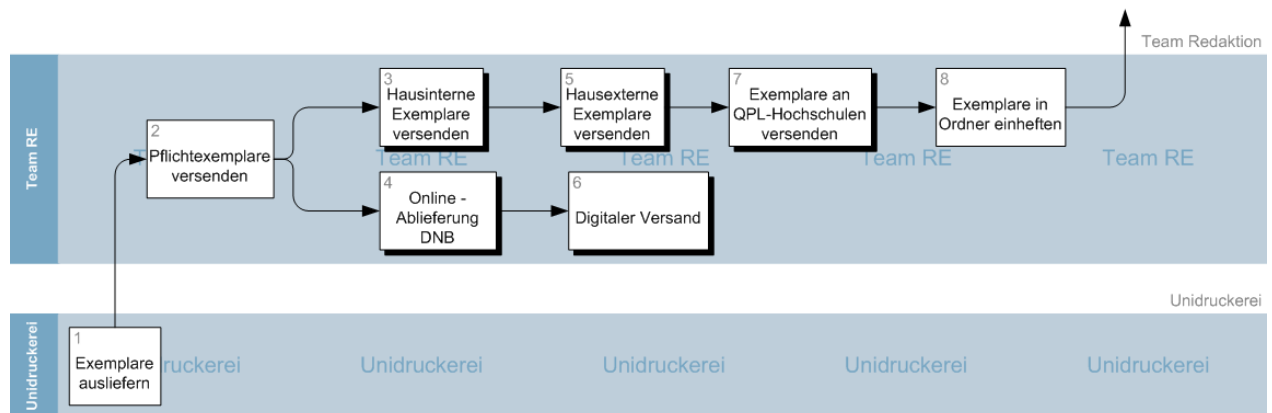 Team Redaktion
Team RE
2
Pflichtexemplare
versenden
3
Hausinterne
Exemplare
versenden
5
Hausexterne
Exemplare
versenden
7
Exemplare an
QPL-Hochschulen
versenden
8
Exemplare in
Ordner einheften
Team RE
Team RE
Team RE
Team RE
4
Online -
Ablieferung
DNB
6
Digitaler Versand
Unidruckerei
Unidruckerei
1
Exemplare
ausliefern
druckerei
Unidruckerei
Unidruckerei
Unidruckerei
Unidruckerei